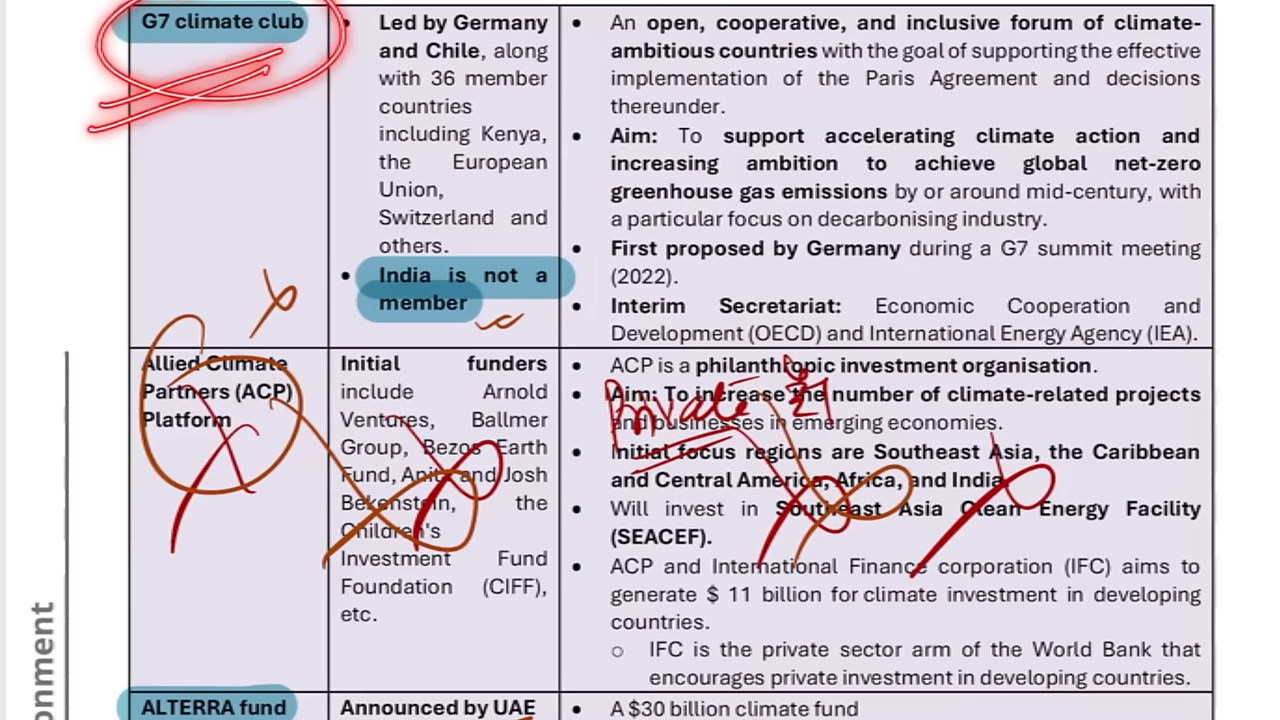 G7 climate club
• Led by Germany
and Chile, along
with 36 member
countries
including Kenya,
the European
Union,
Switzerland and
others.
• India is not a
member
• An open, cooperative, and inclusive forum of climate-
ambitious countries with the goal of supporting the effective
implementation of the Paris Agreement and decisions
thereunder.
• Aim: To support accelerating climate action and
increasing ambition to achieve global net-zero
greenhouse gas emissions by or around mid-century, with
a particular focus on decarbonising industry.
• First proposed by Germany during a G7 summit meeting
(2022).
• Interim Secretariat: Economic Cooperation and
Development (OECD) and International Energy Agency (IEA).
Allied Climate
Partners (ACP)
Platform
Initial funders
include Arnold
Ventures, Ballmer
Group, Bezos Earth
Fund, Anita and Josh
Bekenstein, the
Children's
Investment Fund
Foundation (CIFF),
etc.
• ACP is a philanthropic investment organisation.
• Aim: To increase the number of climate-related projects
and businesses in emerging economies.
Private
• Initial focus regions are Southeast Asia, the Caribbean
and Central America, Africa, and India.
• Will invest in Southeast Asia Clean Energy Facility
(SEACEF).
• ACP and International Finance corporation (IFC) aims to
generate $ 11 billion for climate investment in developing
countries.
o IFC is the private sector arm of the World Bank that
encourages private investment in developing countries.
ALTERRA fund
Announced by UAE
• A $30 billion climate fund
onment